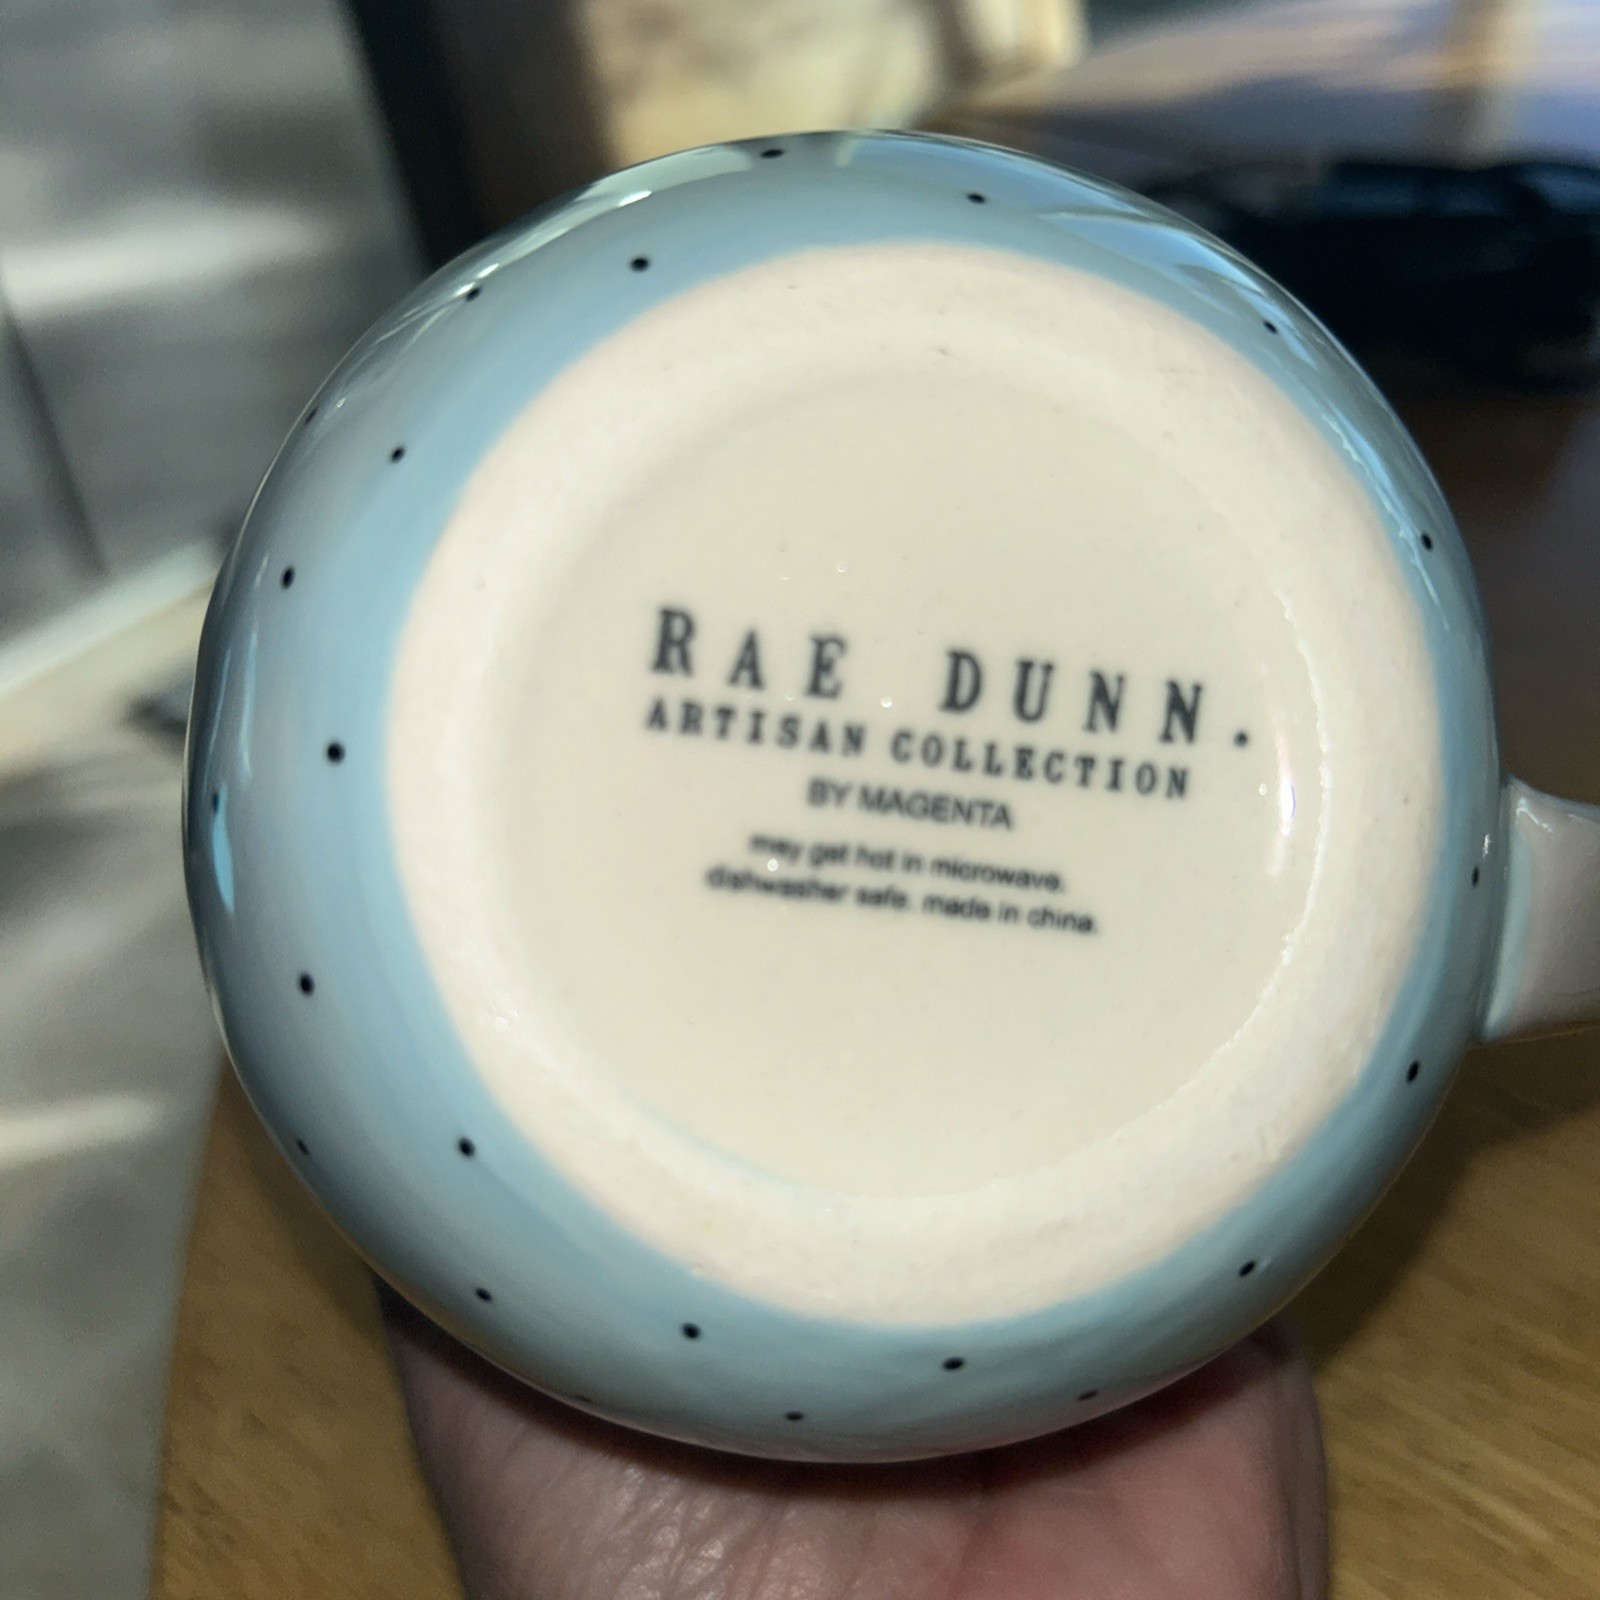 RAE DUNN.
ARTISAN COLLECTION
BY MAGENTA
may get hot in microwave.
dishwasher safe. made in china.